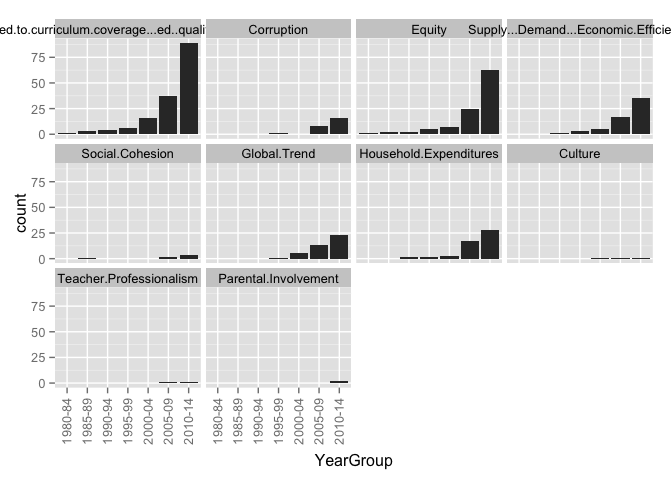 ed.to.curriculum.coverage...ed..quali
Corruption
Equity
Supply...Demand...Economic.Efficie
75
50
25
0
Social.Cohesion
Global.Trend
Household.Expenditures
Culture
75
50
25
0
count
Teacher.Professionalism
Parental.Involvement
75
50
25
0
1980-84
1985-89
1990-94
1995-99
2000-04
2005-09
2010-14
1980-84
1985-89
1990-94
1995-99
2000-04
2005-09
2010-14
YearGroup